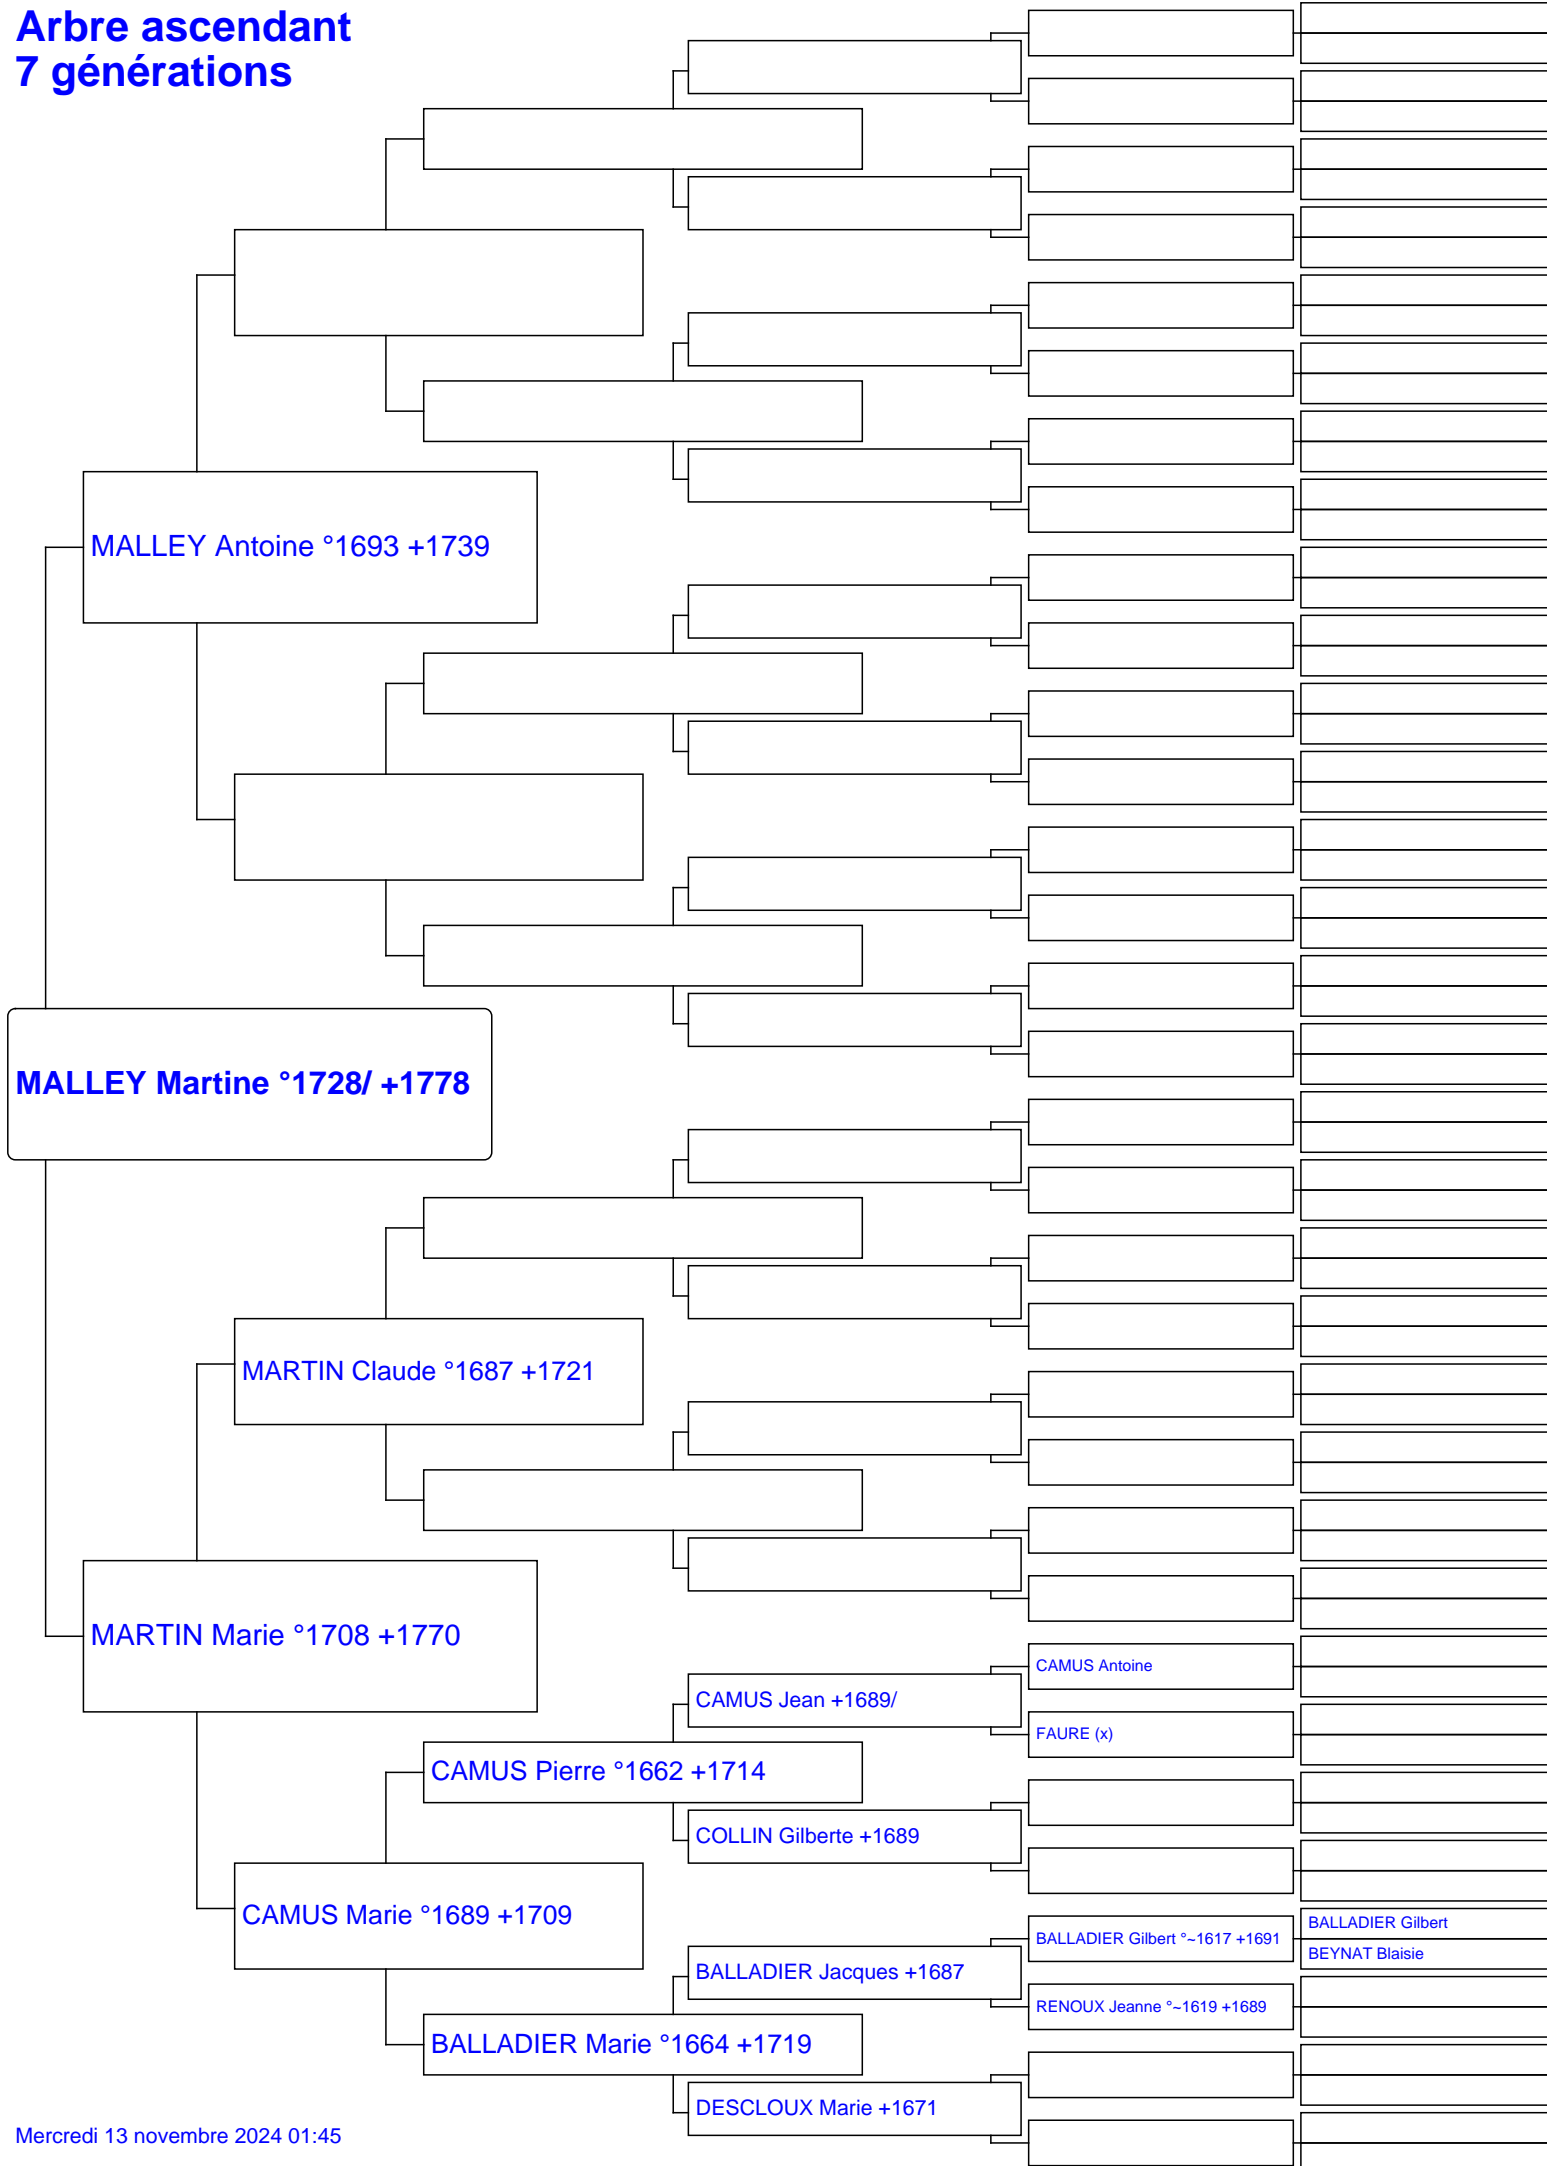 Arbre ascendant
7 générations
MALLEY Antoine °1693 +1739
MALLEY Martine °1728/ +1778
MARTIN Claude °1687 +1721
MARTIN Marie °1708 +1770
CAMUS Antoine
CAMUS Jean +1689/
FAURE (x)
CAMUS Pierre °1662 +1714
COLLIN Gilberte +1689
CAMUS Marie °1689 +1709
BALLADIER Gilbert
BALLADIER Gilbert °~1617 +1691
BEYNAT Blaisie
BALLADIER Jacques +1687
RENOUX Jeanne °~1619 +1689
BALLADIER Marie °1664 +1719
DESCLOUX Marie +1671
Mercredi 13 novembre 2024 01:45